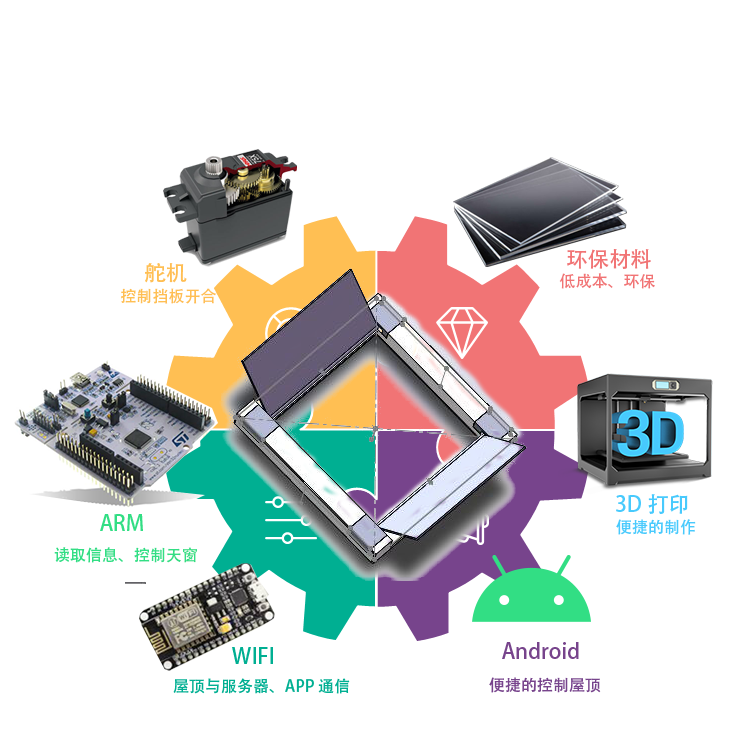 舵机
控制挡板开合
环保材料
低成本、环保
3D
3D 打印
便捷的制作
ARM
读取信息、控制天窗
WIFI
屋顶与服务器、APP 通信
Android
便捷的控制屋顶